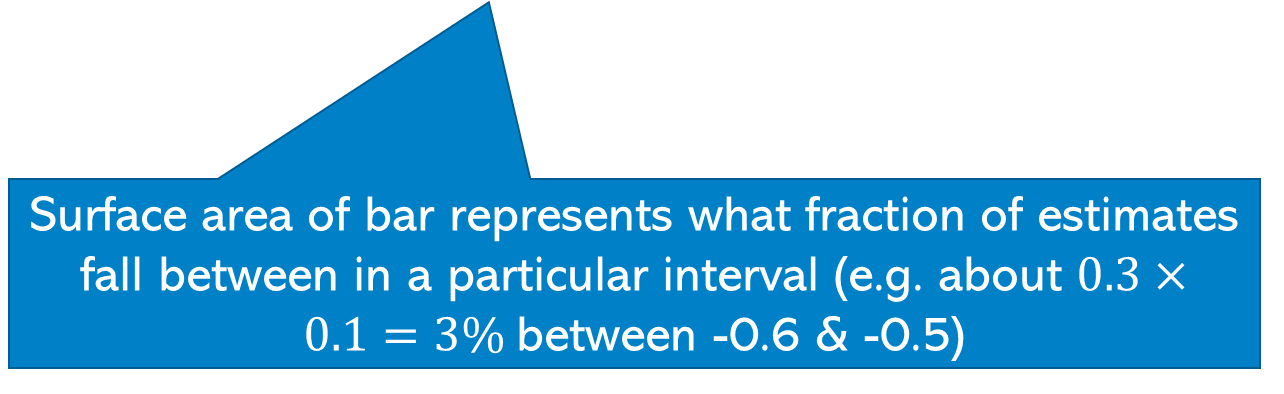 Surface area of bar represents what fraction of estimates
fall between in a particular interval (e.g. about 0.3 ×
0.1 = 3% between -0.6 & -0.5)